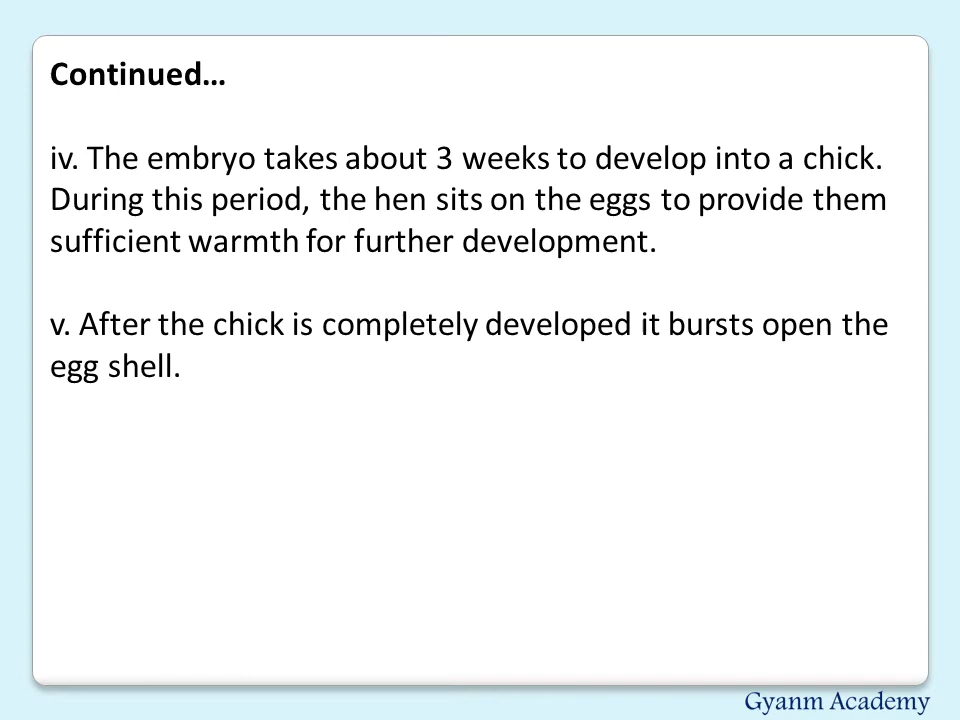 Continued…
iv. The embryo takes about 3 weeks to develop into a chick.
During this period, the hen sits on the eggs to provide them
sufficient warmth for further development.
v. After the chick is completely developed it bursts open the
egg shell.
Gyanm Academy